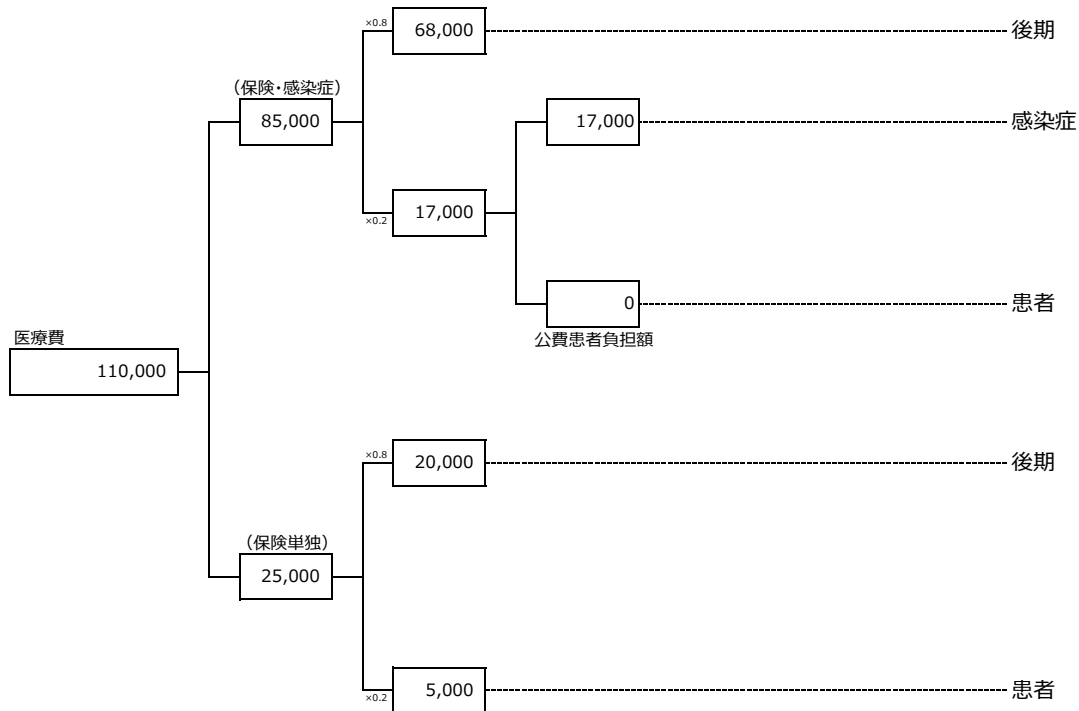 ×0.8
68,000
後期
(保険・感染症)
85,000
17,000
感染症
×0.2
17,000
0
患者
公費患者負担額
医療費
110,000
×0.8
20,000
後期
(保険単独)
25,000
×0.2
5,000
患者